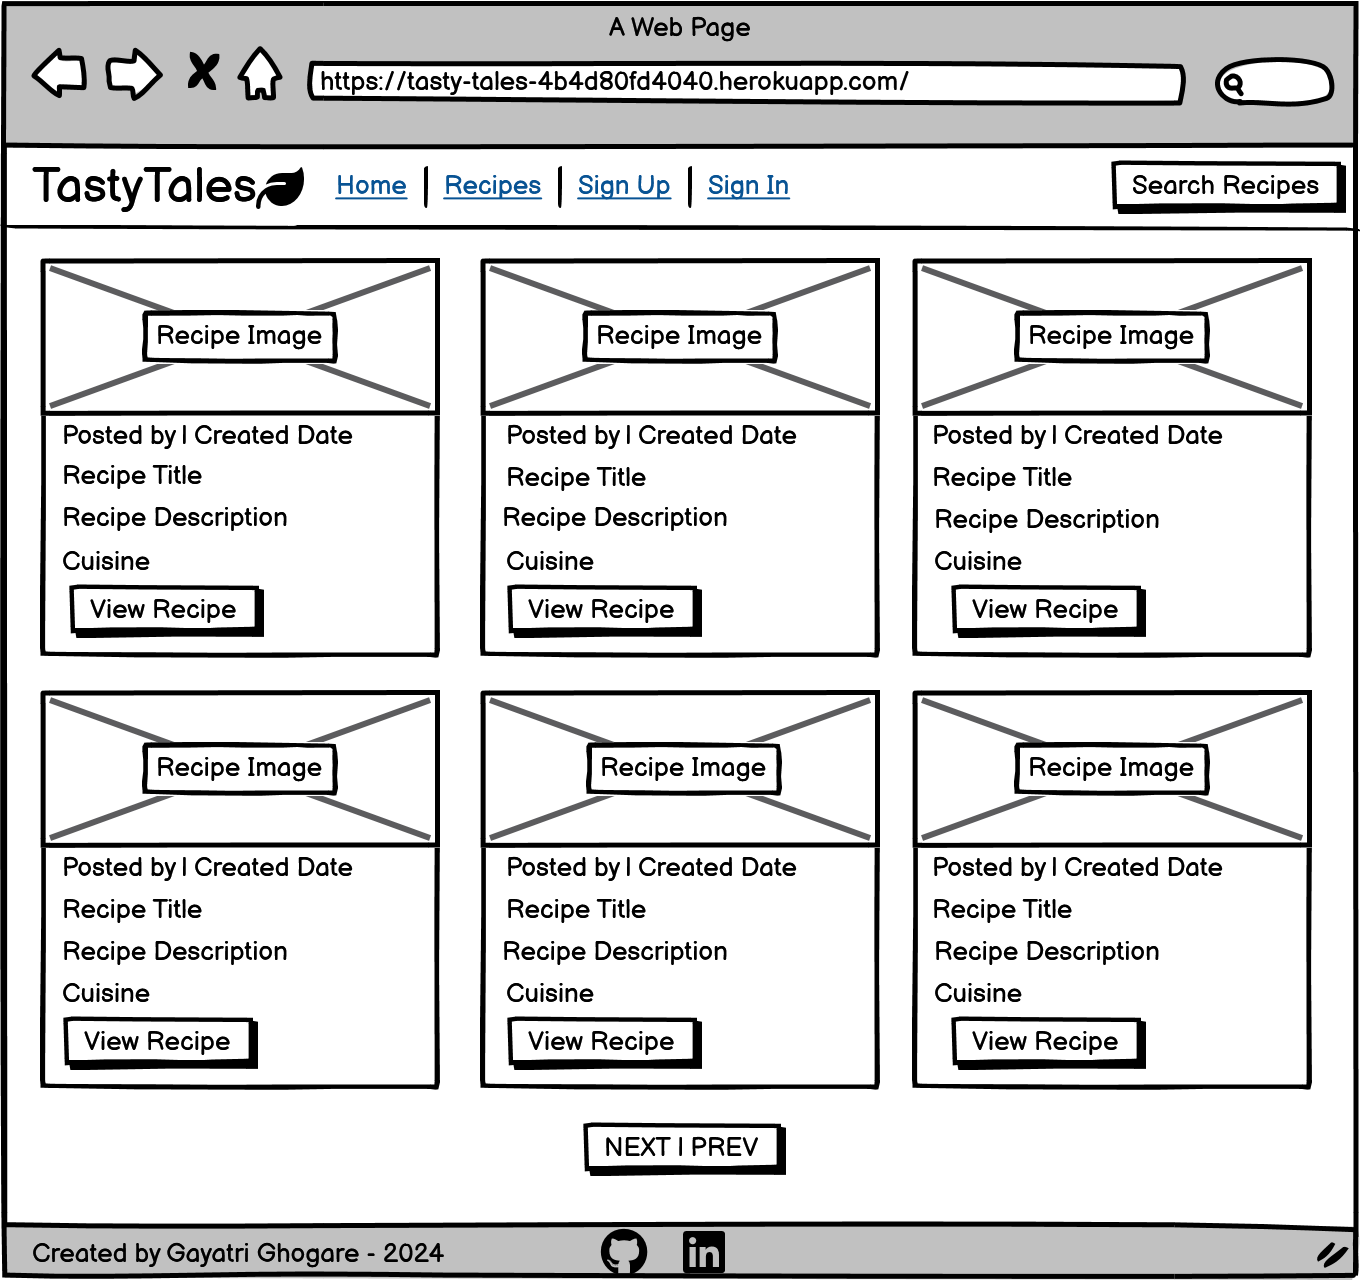 A Web Page
https://tasty-tales-4b4d80fd4040.herokuapp.com/
TastyTales Home | Recipes | Sign Up | Sign In Search Recipes
Recipe Image Recipe Image Recipe Image
Posted by | Created Date Posted by | Created Date Posted by | Created Date
Recipe Title Recipe Title Recipe Title
Recipe Description Recipe Description Recipe Description
Cuisine Cuisine Cuisine
View Recipe View Recipe View Recipe
Recipe Image Recipe Image Recipe Image
Posted by | Created Date Posted by | Created Date Posted by | Created Date
Recipe Title Recipe Title Recipe Title
Recipe Description Recipe Description Recipe Description
Cuisine Cuisine Cuisine
View Recipe View Recipe View Recipe
NEXT | PREV
Created by Gayatri Ghogare - 2024 in